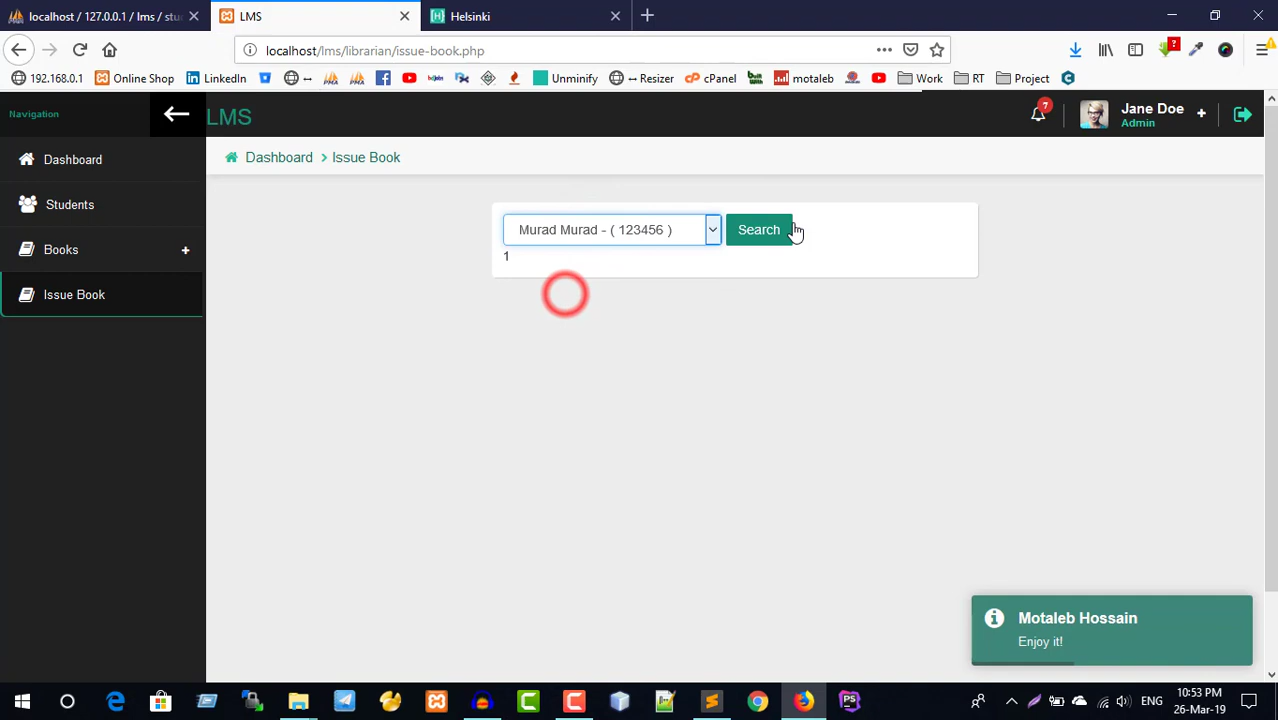 localhost / 127.0.0.1 / lms / stu
LMS
Helsinki
localhost/lms/librarian/issue-book.php
192.168.0.1
Online Shop
LinkedIn
Unminify
Resizer
cPanel
motaleb
Work
RT
Project
Navigation
LMS
7
Jane Doe
Admin
Dashboard
Students
Books
Issue Book
Dashboard
Issue Book
Murad Murad - ( 123456 )
Search
1
Motaleb Hossain
Enjoy it!
ENG
10:53 PM
26-Mar-19